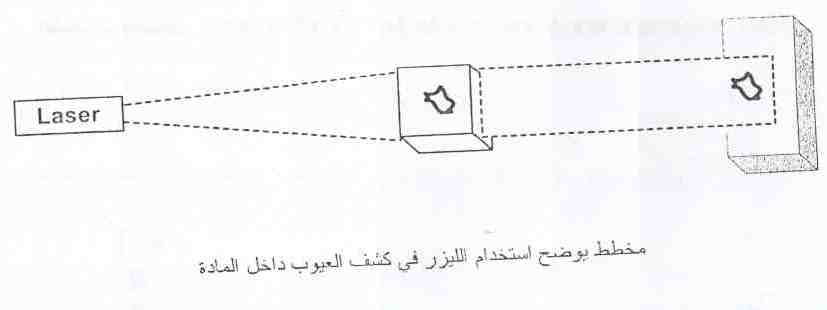 Laser
مخطط يوضح استخدام الليزر في كشف العيوب داخل المادة